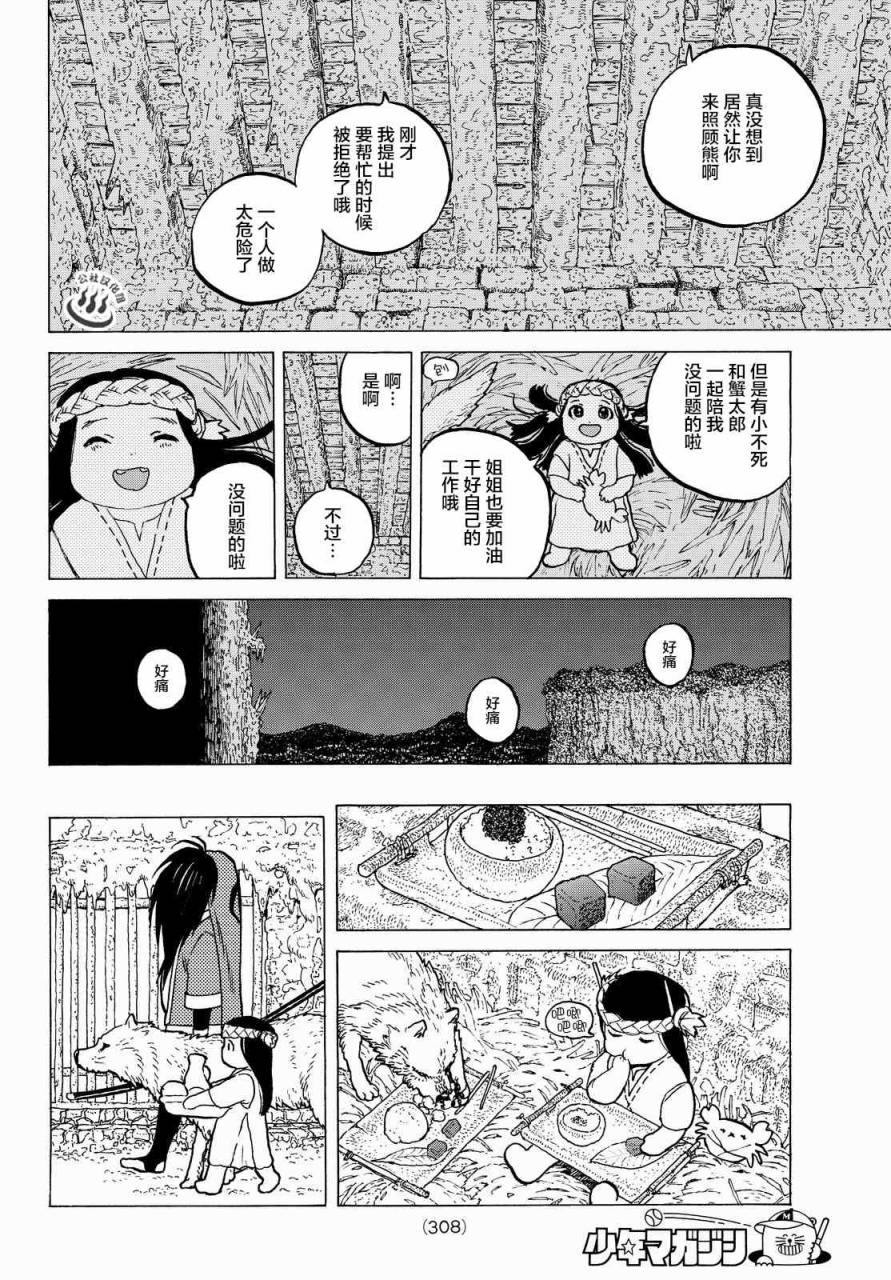 真没想到
居然让你
来照顾熊啊
刚才
我提出
要帮忙的时候
被拒绝了哦
一个人做
太危险了
但是有小不死
和蟹太郎
一起陪我
没问题的啦
姐姐也要加油
干好自己的
工作哦
啊…
是啊
不过…
没问题的啦
好痛
好痛
好痛
吧唧
吧唧
(308)
少年マガジン